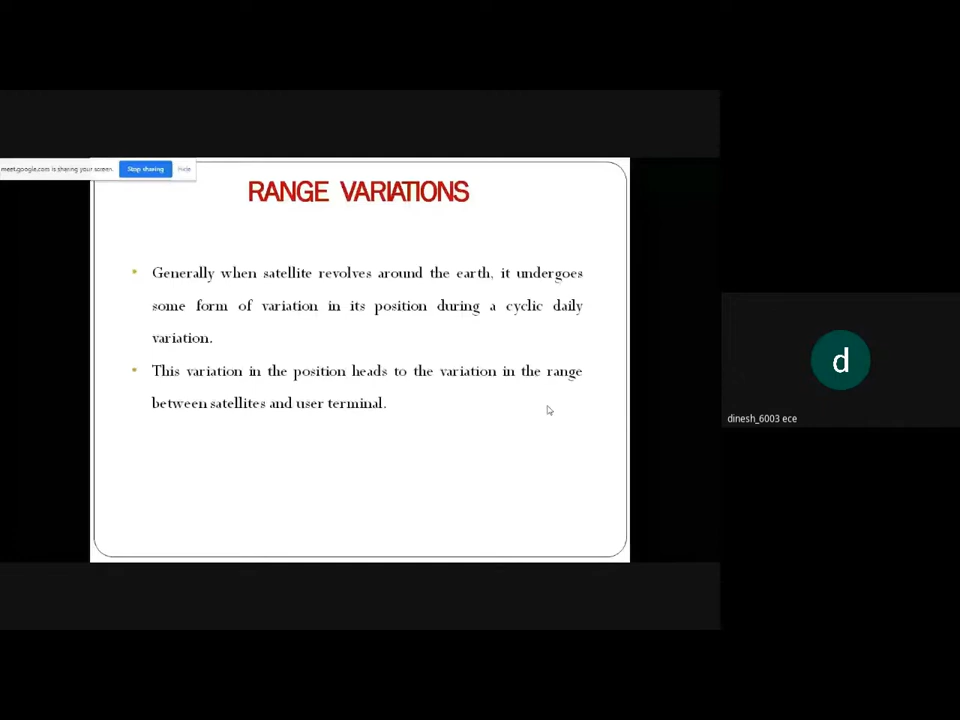 meet.google.com is sharing your screen. Stop sharing Hide
RANGE VARIATIONS
• Generally when satellite revolves around the earth, it undergoes
some form of variation in its position during a cyclic daily
variation.
• This variation in the position heads to the variation in the range
between satellites and user terminal.
d
dinesh_6003 ece